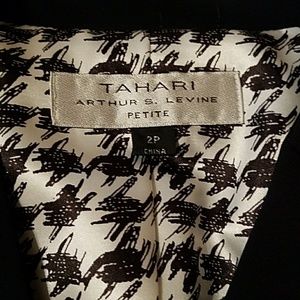 TAHARI
ARTHUR S. LEVINE
PETITE
2P
CHINA